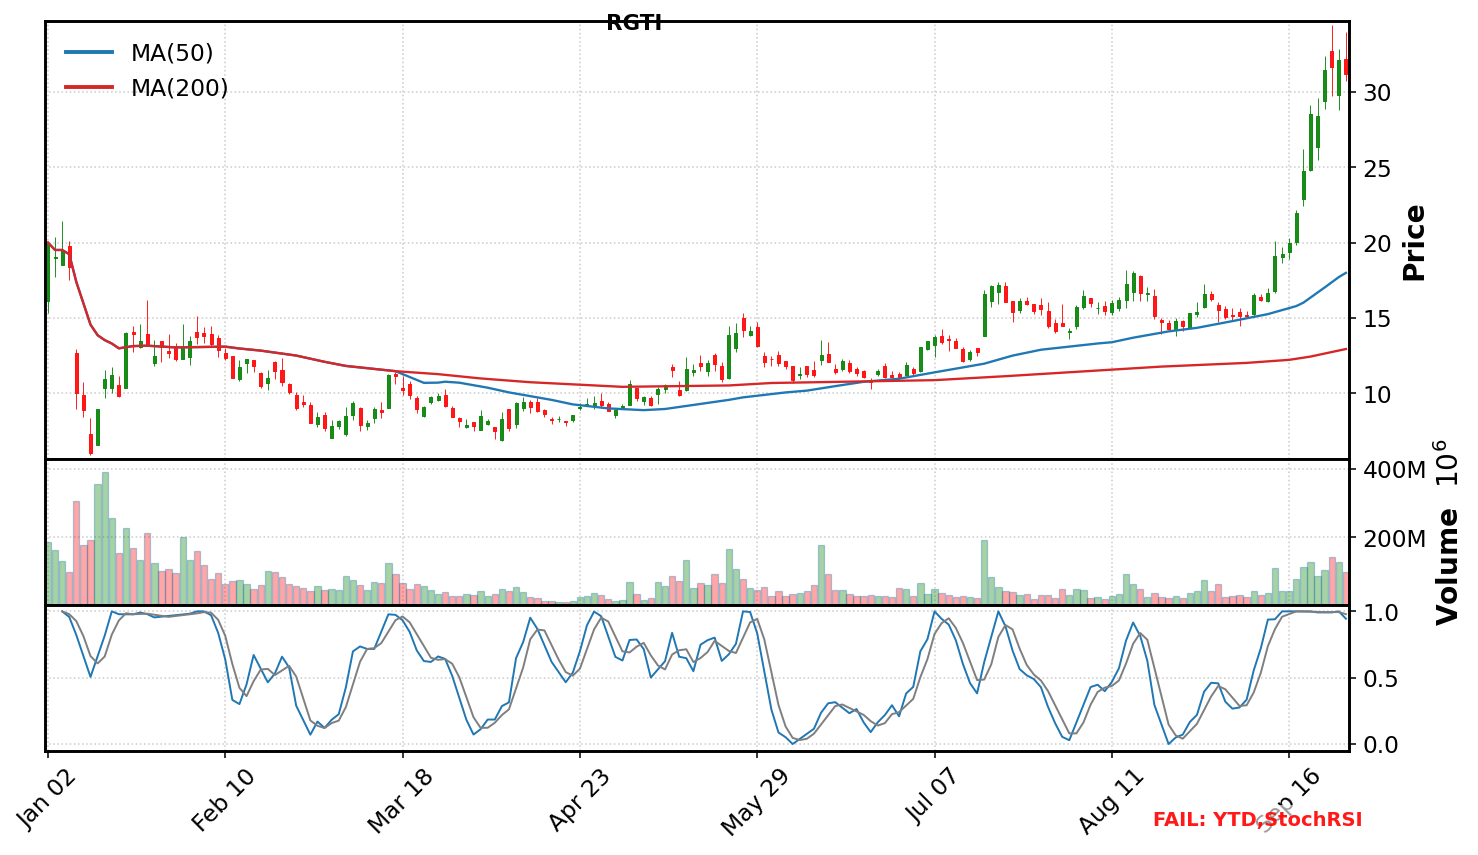 RGTI
MA(50)
MA(200)
30
25
20
15
10
Price
400M
200M
Volume 10^6
1.0
0.5
0.0
Jan 02
Feb 10
Mar 18
Apr 23
May 29
Jul 07
Aug 11
Sep 16
FAIL: YTD,StochRSI